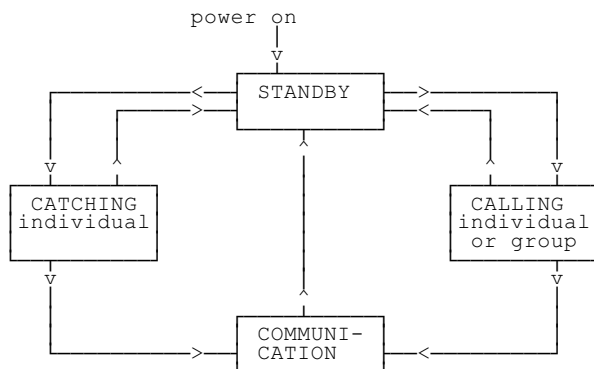 power on
STANDBY
CATCHING
individual
CALLING
individual
or group
COMMUNI-
CATION